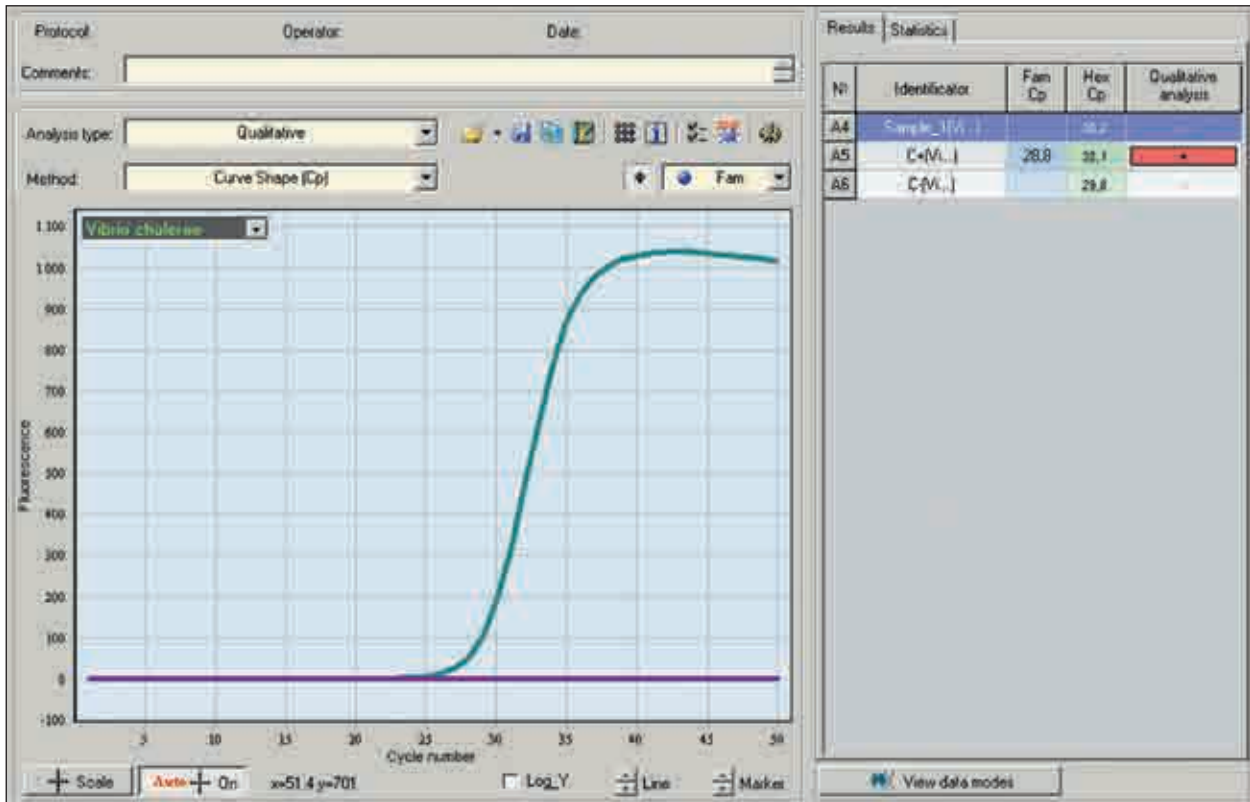 Protocol: Operator: Date:
Comments:
Analysis type: Qualitative
Method: Curve Shape (Cp) Fam
Vibrio cholerae
1 100
1 000
900
800
700
600
500
400
300
200
100
0
-100
Fluorescence
5 10 15 20 25 30 35 40 45 50
Cycle number
Scale Auto On x=51.4 y=701 Log_Y Line Marker
Results Statistics
№ Identificator Fam Cp Hex Cp Qualitative analysis
A4 Sample_1(Vi...) -
A5 C+(Vi...) 28,8 +
A6 C-(Vi...) 29,8 -
View data modes